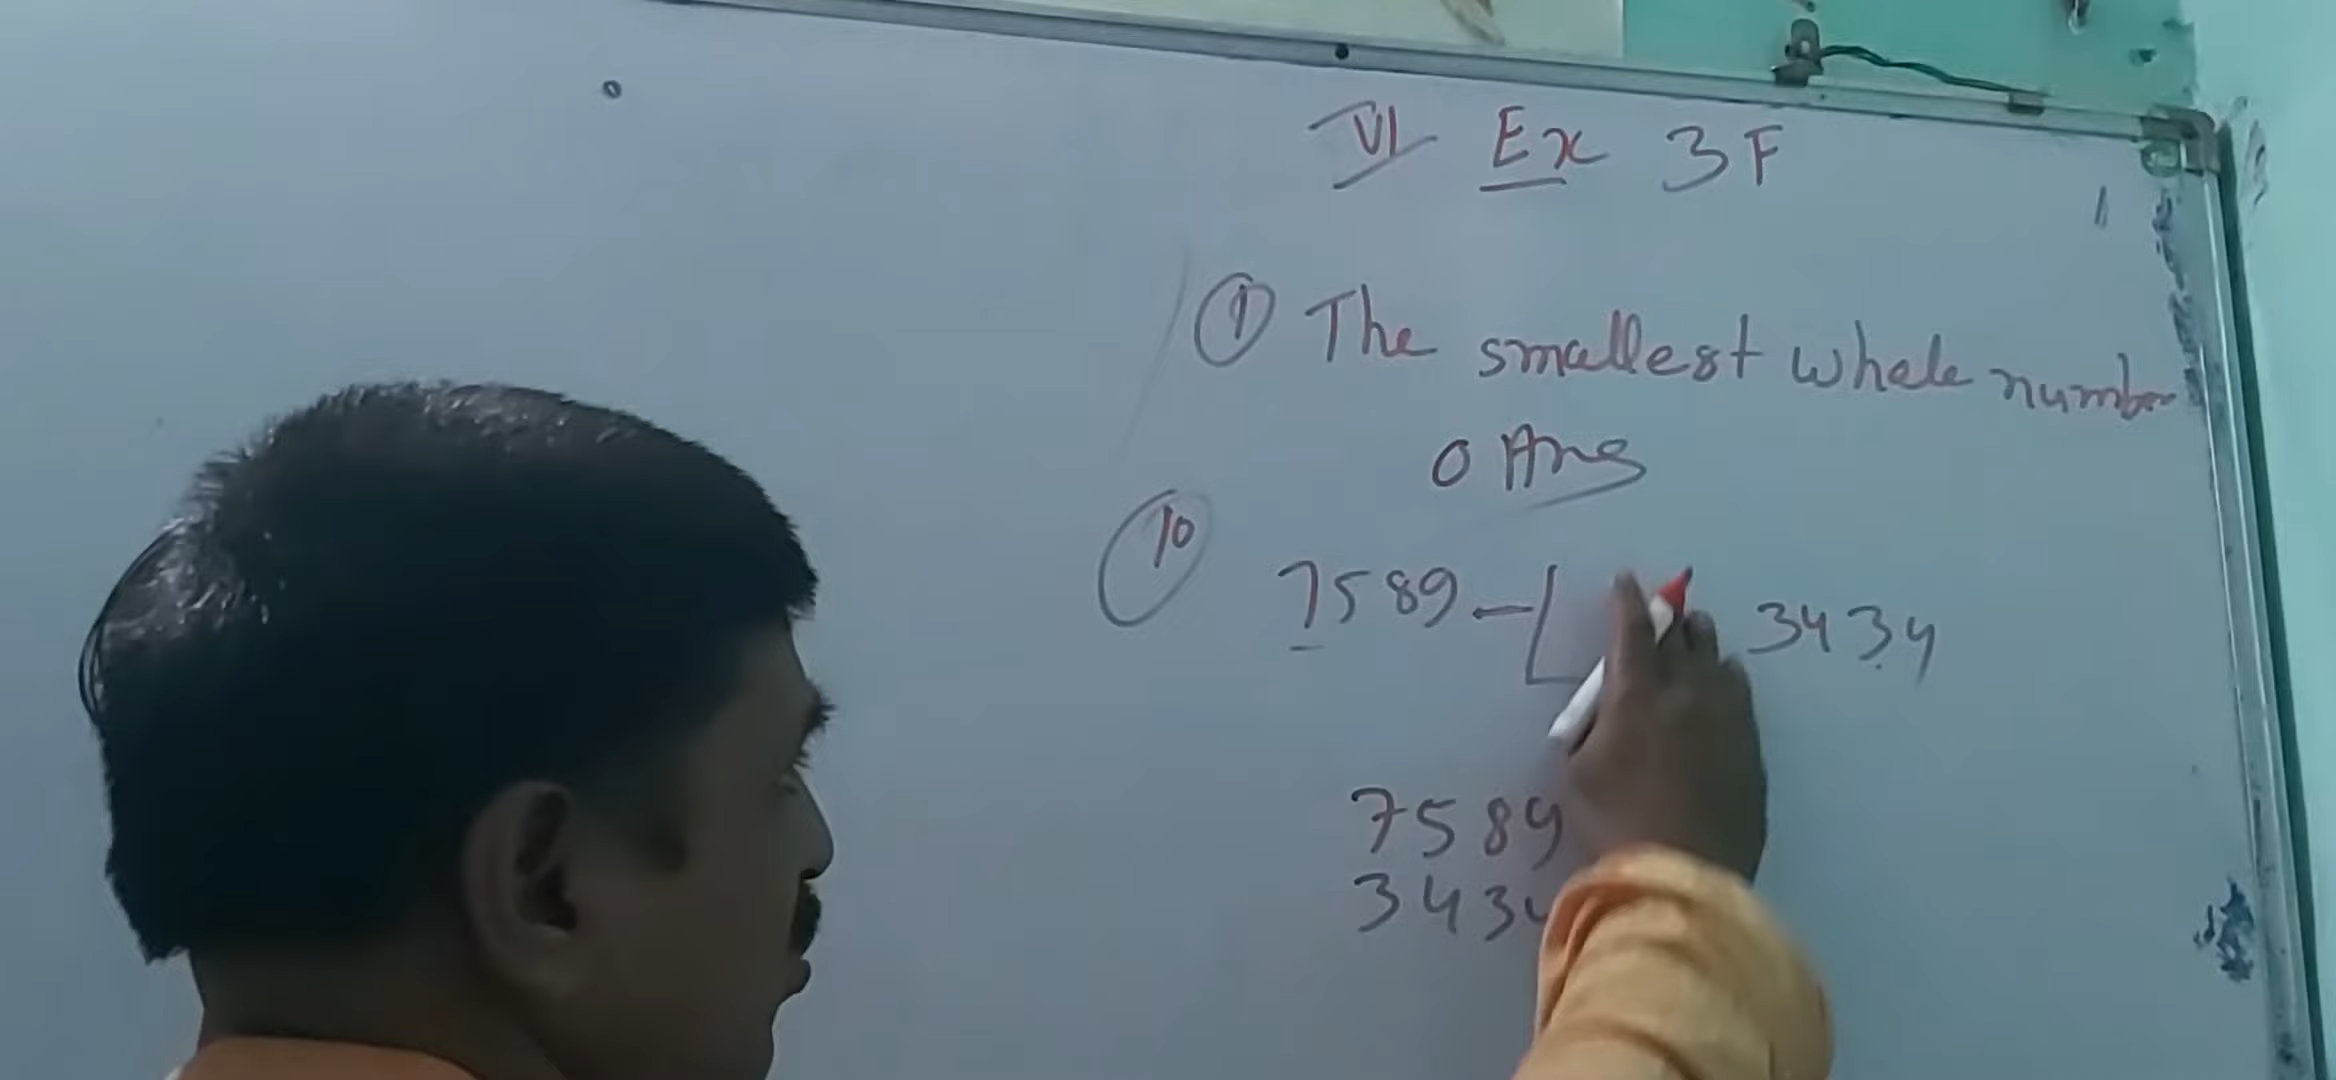 VI Ex 3F
① The smallest whole number
0 Ans
⑩ 7589 - 3434
7589
343